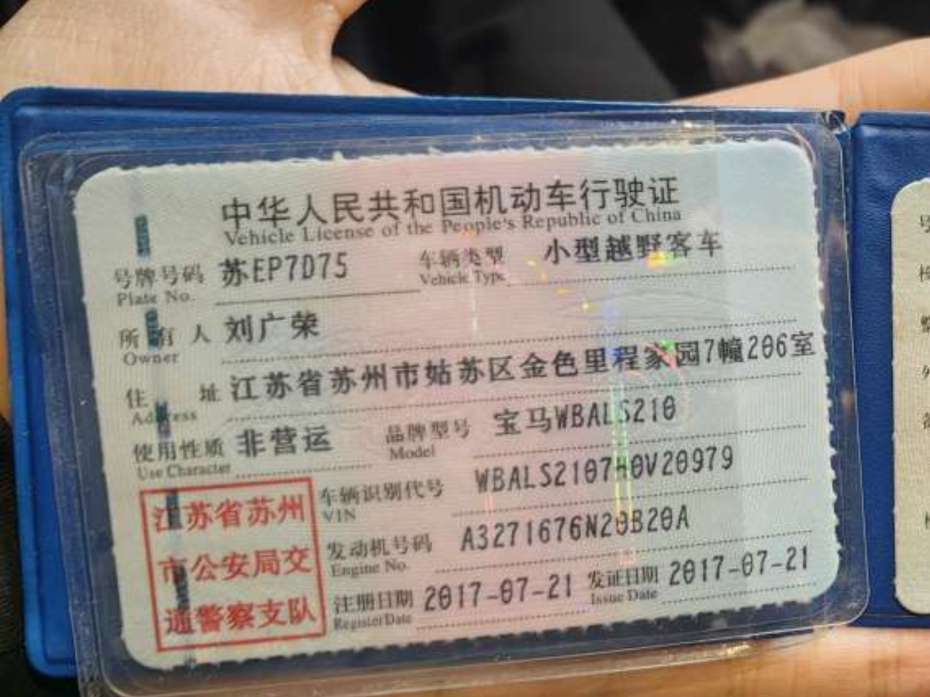 中华人民共和国机动车行驶证
Vehicle License of the People's Republic of China
号牌号码 苏EP7D75 车辆类型 小型越野客车
Plate No. Vehicle Type
所有人 刘广荣
Owner
住址 江苏省苏州市姑苏区金色里程家园7幢206室
Address
使用性质 非营运 品牌型号 宝马WBALS210
Use Character Model
江苏省苏州
市公安局交
通警察支队
车辆识别代号 WBALS2107H0V20979
VIN
发动机号码 A3271676N20B20A
Engine No.
注册日期 2017-07-21 发证日期 2017-07-21
Register Date Issue Date